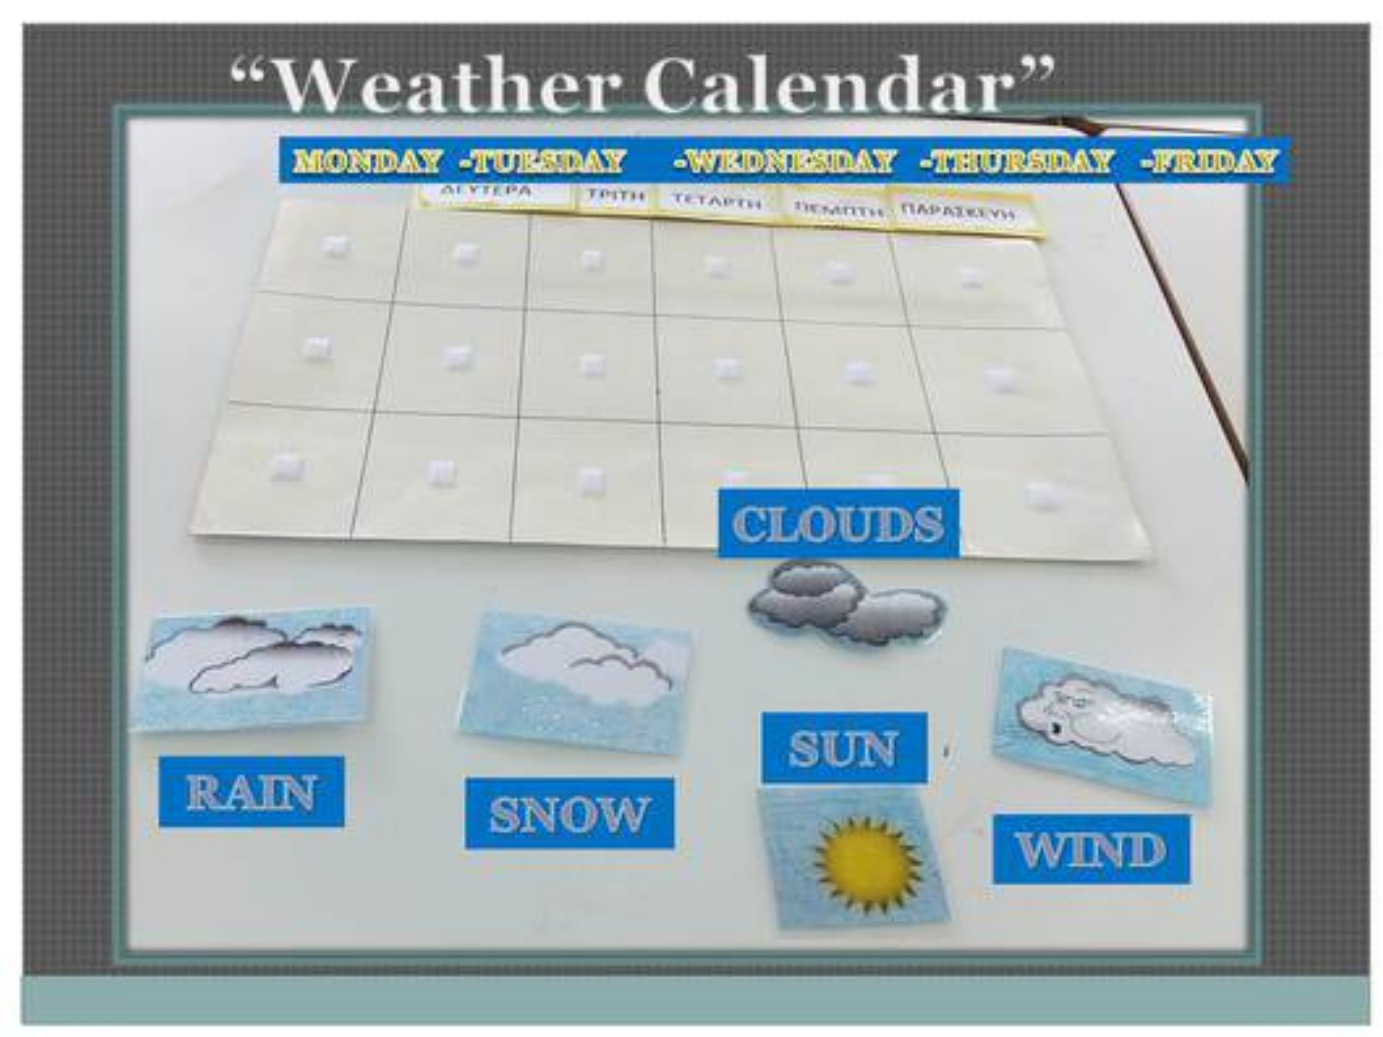 “Weather Calendar”
MONDAY -TUESDAY -WEDNESDAY -THURSDAY -FRIDAY
ΔΕΥΤΕΡΑ ΤΡΙΤΗ ΤΕΤΑΡΤΗ ΠΕΜΠΤΗ ΠΑΡΑΣΚΕΥΗ
CLOUDS
RAIN
SNOW
SUN
WIND